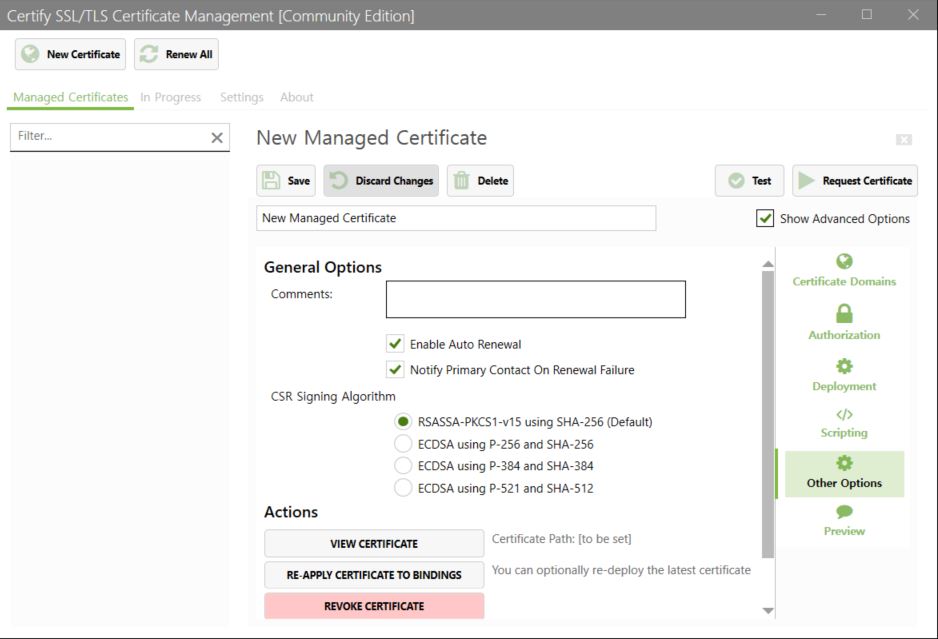 Certify SSL/TLS Certificate Management [Community Edition]
New Certificate
Renew All
Managed Certificates
In Progress
Settings
About
Filter...
New Managed Certificate
Save
Discard Changes
Delete
Test
Request Certificate
New Managed Certificate
Show Advanced Options
General Options
Comments:
Enable Auto Renewal
Notify Primary Contact On Renewal Failure
CSR Signing Algorithm
RSASSA-PKCS1-v15 using SHA-256 (Default)
ECDSA using P-256 and SHA-256
ECDSA using P-384 and SHA-384
ECDSA using P-521 and SHA-512
Actions
VIEW CERTIFICATE
Certificate Path: [to be set]
RE-APPLY CERTIFICATE TO BINDINGS
You can optionally re-deploy the latest certificate
REVOKE CERTIFICATE
Certificate Domains
Authorization
Deployment
Scripting
Other Options
Preview